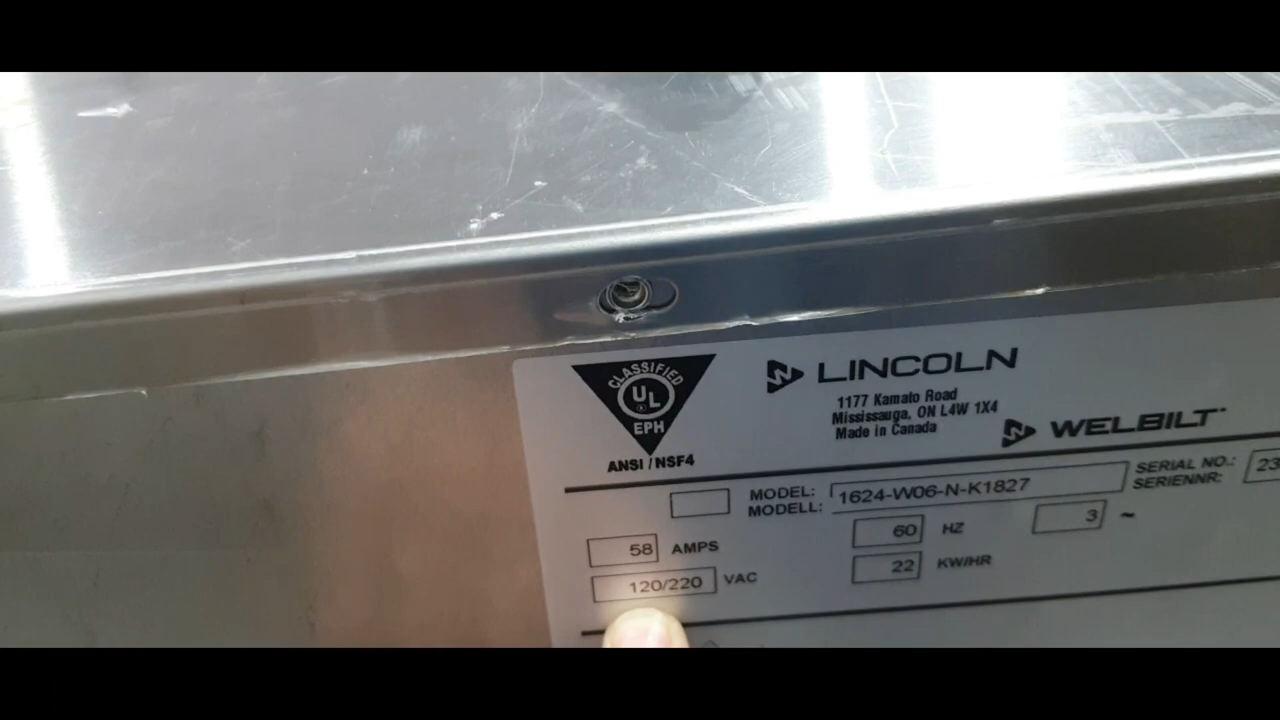 CLASSIFIED
UL
EPH
ANSI / NSF4
LINCOLN
1177 Kamato Road
Mississauga, ON L4W 1X4
Made in Canada
WELBILT
MODEL: 1624-W06-N-K1827
MODELL:
SERIAL NO.: 23
SERIENNR:
58 AMPS
60 HZ
3 ~
120/220 VAC
22 KW/HR